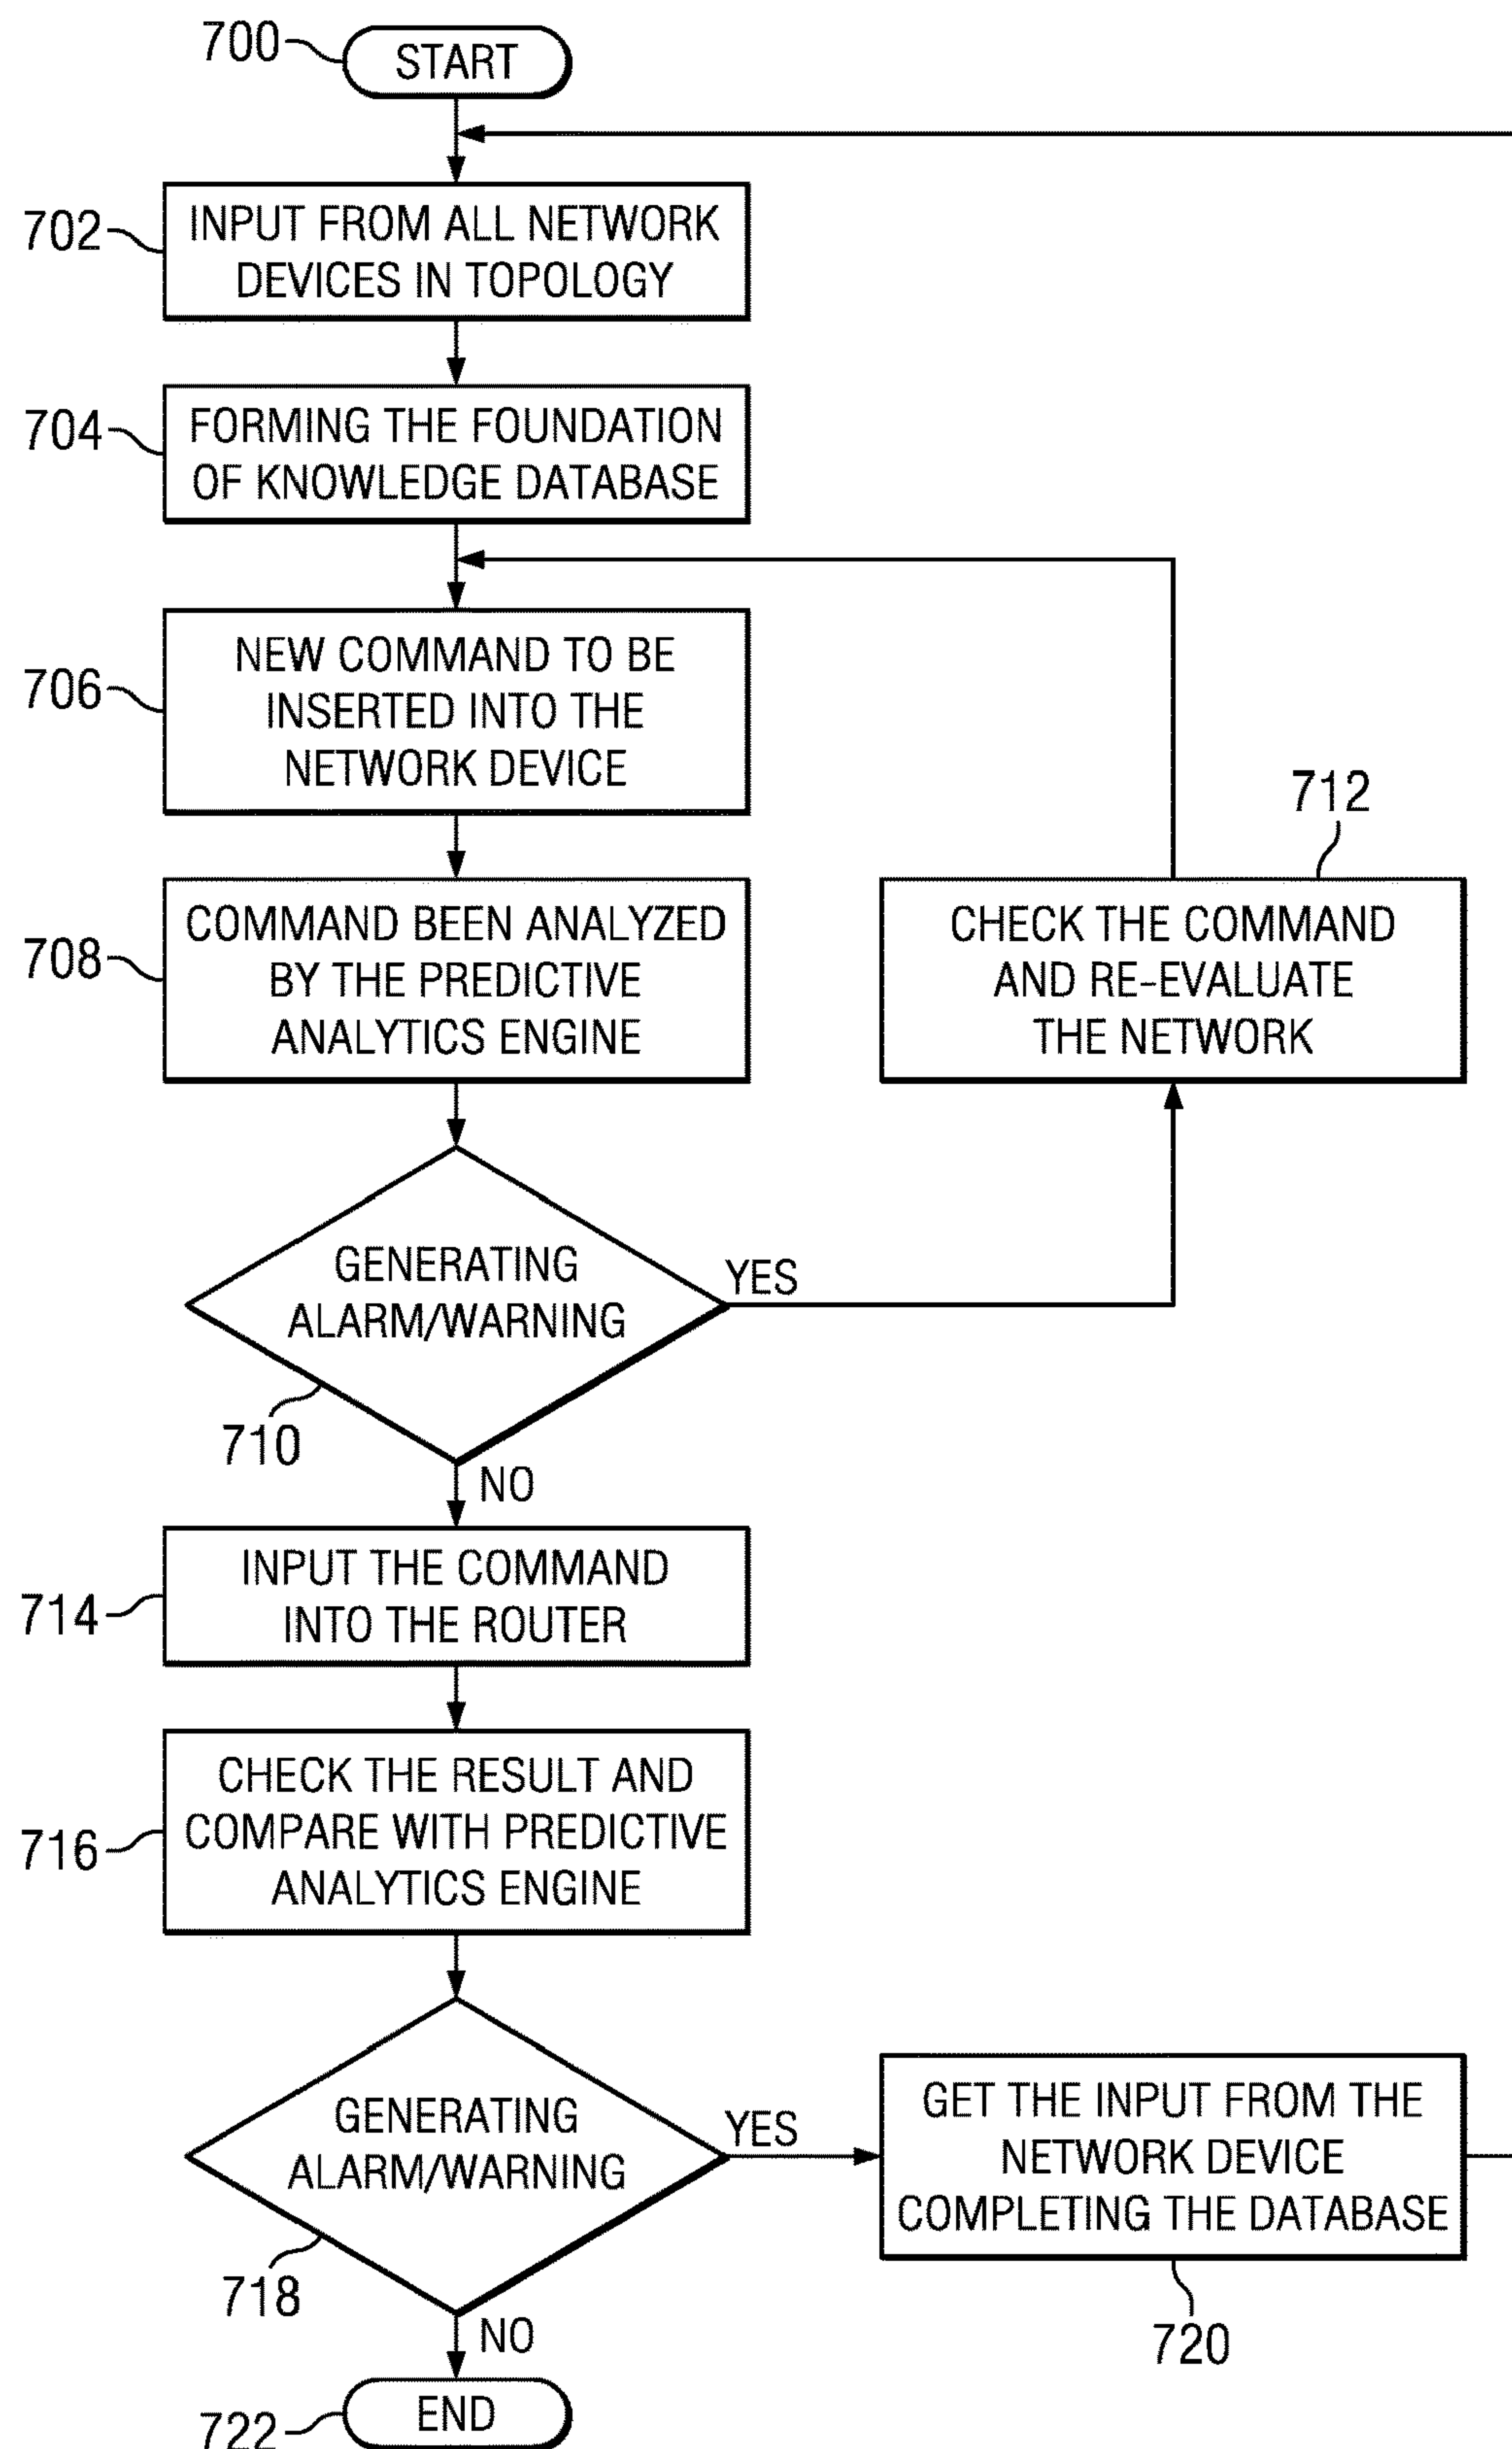 700
START
702
INPUT FROM ALL NETWORK
DEVICES IN TOPOLOGY
704
FORMING THE FOUNDATION
OF KNOWLEDGE DATABASE
706
NEW COMMAND TO BE
INSERTED INTO THE
NETWORK DEVICE
708
COMMAND BEEN ANALYZED
BY THE PREDICTIVE
ANALYTICS ENGINE
712
CHECK THE COMMAND
AND RE-EVALUATE
THE NETWORK
GENERATING
ALARM/WARNING
YES
710
NO
714
INPUT THE COMMAND
INTO THE ROUTER
716
CHECK THE RESULT AND
COMPARE WITH PREDICTIVE
ANALYTICS ENGINE
GENERATING
ALARM/WARNING
YES
718
NO
GET THE INPUT FROM THE
NETWORK DEVICE
COMPLETING THE DATABASE
720
722
END